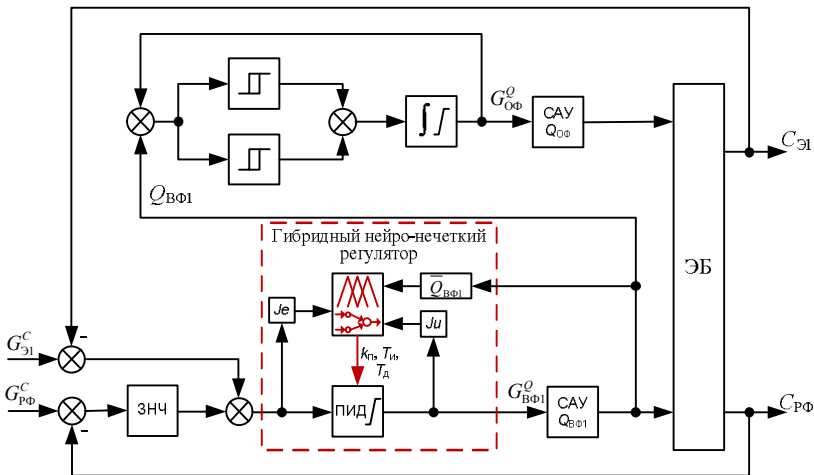 G^Q_ОФ
САУ
Q_ОФ
C_Э1
Q_ВФ1
Гибридный нейро-нечеткий
регулятор
ЭБ
Q̅_ВФ1
Je
Ju
G^C_Э1
-
k_П, T_И,
T_Д
G^C_РФ
-
ЗНЧ
ПИД
G^Q_ВФ1
САУ
Q_ВФ1
C_РФ